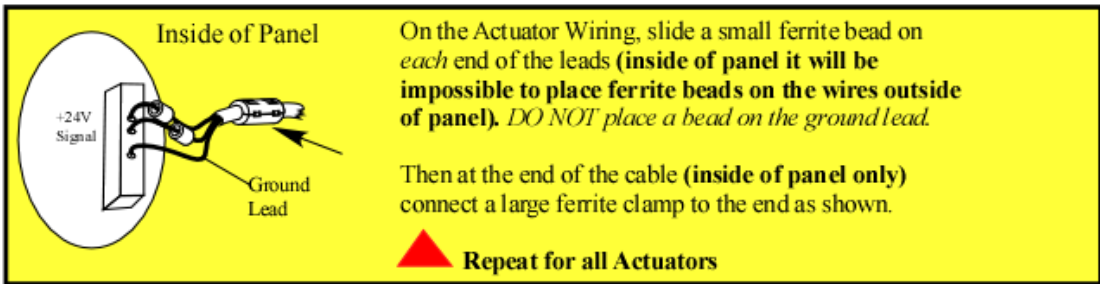 Inside of Panel
+24V
Signal
Ground
Lead
On the Actuator Wiring, slide a small ferrite bead on
each end of the leads (inside of panel it will be
impossible to place ferrite beads on the wires outside
of panel). DO NOT place a bead on the ground lead.
Then at the end of the cable (inside of panel only)
connect a large ferrite clamp to the end as shown.
Repeat for all Actuators